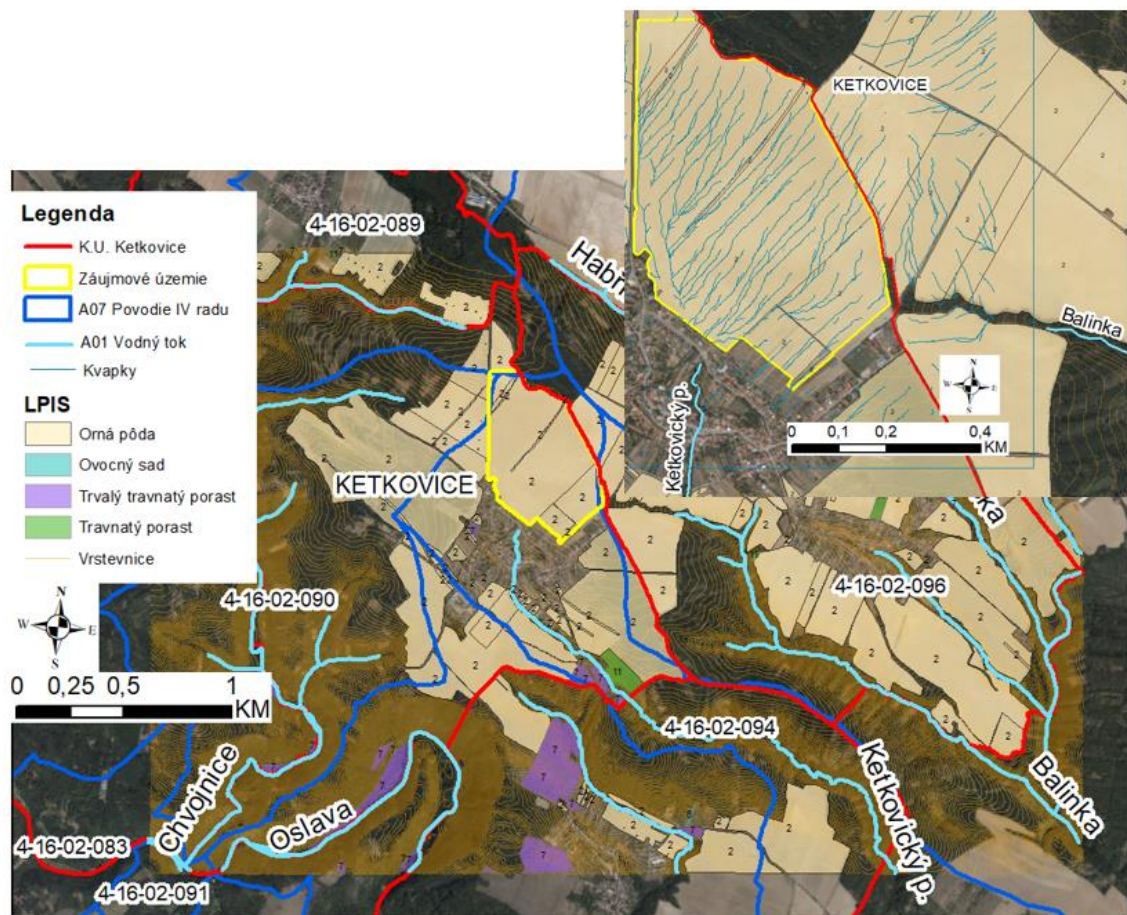 KETKOVICE
Balinka
Ketkovický p.
N
W E
S
0 0,1 0,2 0,4
KM
Legenda
K.U. Ketkovice
Záujmové územie
A07 Povodie IV radu
A01 Vodný tok
Kvapky
LPIS
Orná pôda
Ovocný sad
Trvalý travnatý porast
Travnatý porast
Vrstevnice
N
W E
S
0 0,25 0,5 1
KM
4-16-02-089
KETKOVICE
4-16-02-090
4-16-02-096
11
4-16-02-094
Chvojnice
Oslava
Ketkovický p.
Balinka
4-16-02-083
4-16-02-091